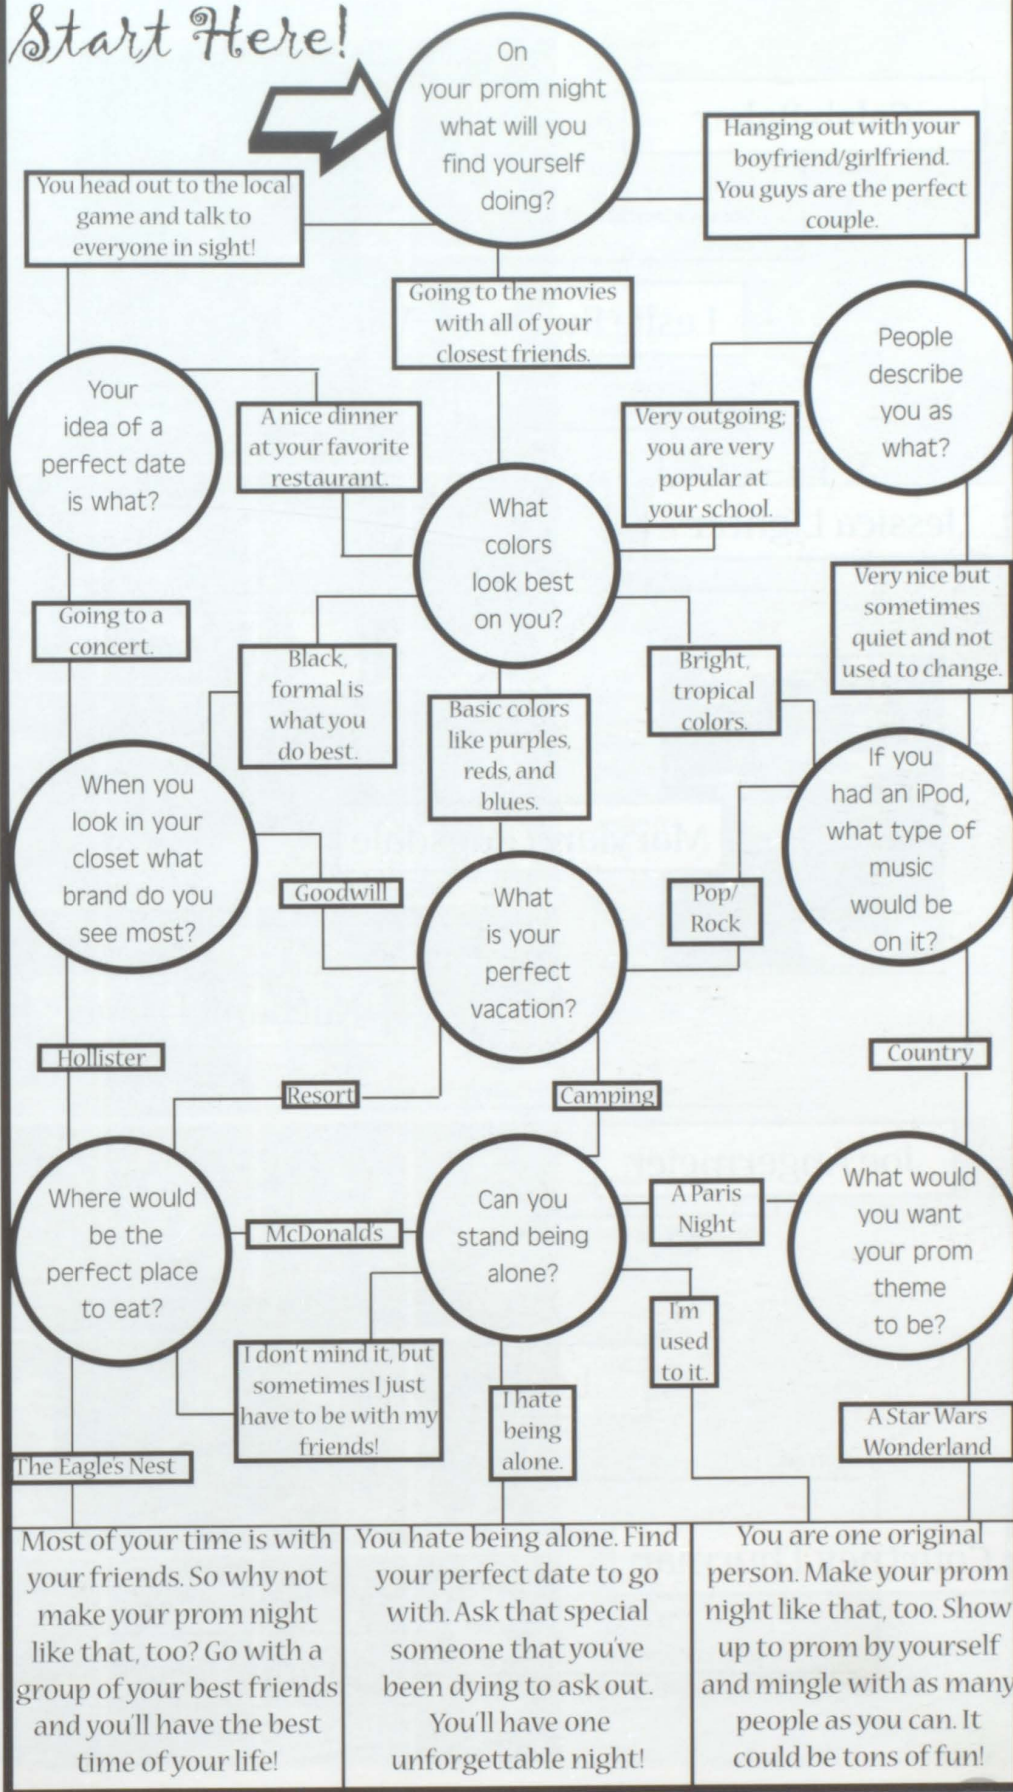 Start Here!
On
your prom night
what will you
find yourself
doing?
Hanging out with your
boyfriend/girlfriend.
You guys are the perfect
couple.
You head out to the local
game and talk to
everyone in sight!
Going to the movies
with all of your
closest friends.
People
describe
you as
what?
Your
idea of a
perfect date
is what?
A nice dinner
at your favorite
restaurant.
Very outgoing;
you are very
popular at
your school.
What
colors
look best
on you?
Going to a
concert.
Very nice but
sometimes
quiet and not
used to change.
Black,
formal is
what you
do best.
Basic colors
like purples,
reds, and
blues.
Bright,
tropical
colors.
When you
look in your
closet what
brand do you
see most?
If you
had an iPod,
what type of
music
would be
on it?
Goodwill
What
is your
perfect
vacation?
Pop/
Rock
Hollister
Country
Resort
Camping
Where would
be the
perfect place
to eat?
McDonald's
Can you
stand being
alone?
A Paris
Night
What would
you want
your prom
theme
to be?
I don't mind it, but
sometimes I just
have to be with my
friends!
I hate
being
alone.
I'm
used
to it.
A Star Wars
Wonderland
The Eagle's Nest
Most of your time is with
your friends. So why not
make your prom night
like that, too? Go with a
group of your best friends
and you'll have the best
time of your life!
You hate being alone. Find
your perfect date to go
with. Ask that special
someone that you've
been dying to ask out.
You'll have one
unforgettable night!
You are one original
person. Make your prom
night like that, too. Show
up to prom by yourself
and mingle with as many
people as you can. It
could be tons of fun!